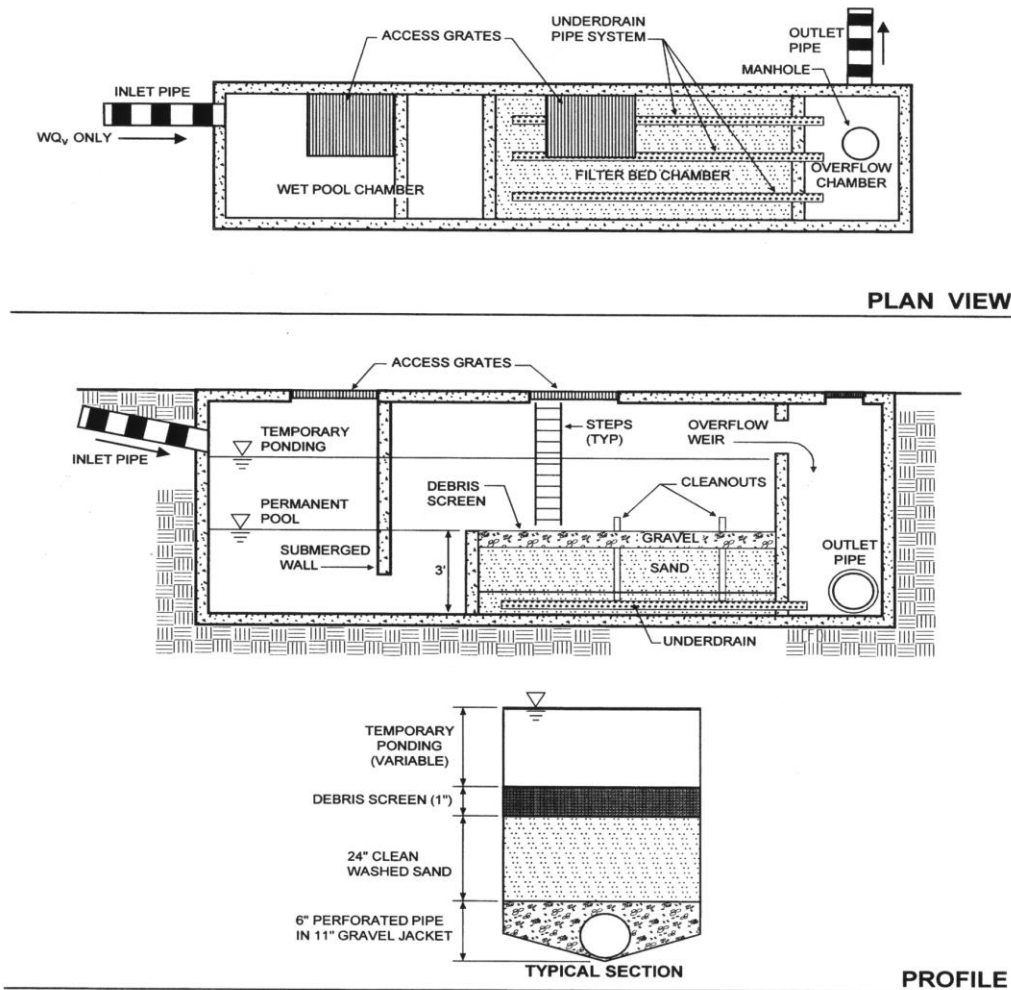 ACCESS GRATES
UNDERDRAIN
PIPE SYSTEM
OUTLET
PIPE
MANHOLE
INLET PIPE
WQv ONLY
WET POOL CHAMBER
FILTER BED CHAMBER
OVERFLOW
CHAMBER
PLAN VIEW
ACCESS GRATES
INLET PIPE
TEMPORARY
PONDING
STEPS
(TYP)
OVERFLOW
WEIR
DEBRIS
SCREEN
CLEANOUTS
PERMANENT
POOL
SUBMERGED
WALL
3'
GRAVEL
SAND
OUTLET
PIPE
UNDERDRAIN
TEMPORARY
PONDING
(VARIABLE)
DEBRIS SCREEN (1")
24" CLEAN
WASHED SAND
6" PERFORATED PIPE
IN 11" GRAVEL JACKET
TYPICAL SECTION
PROFILE